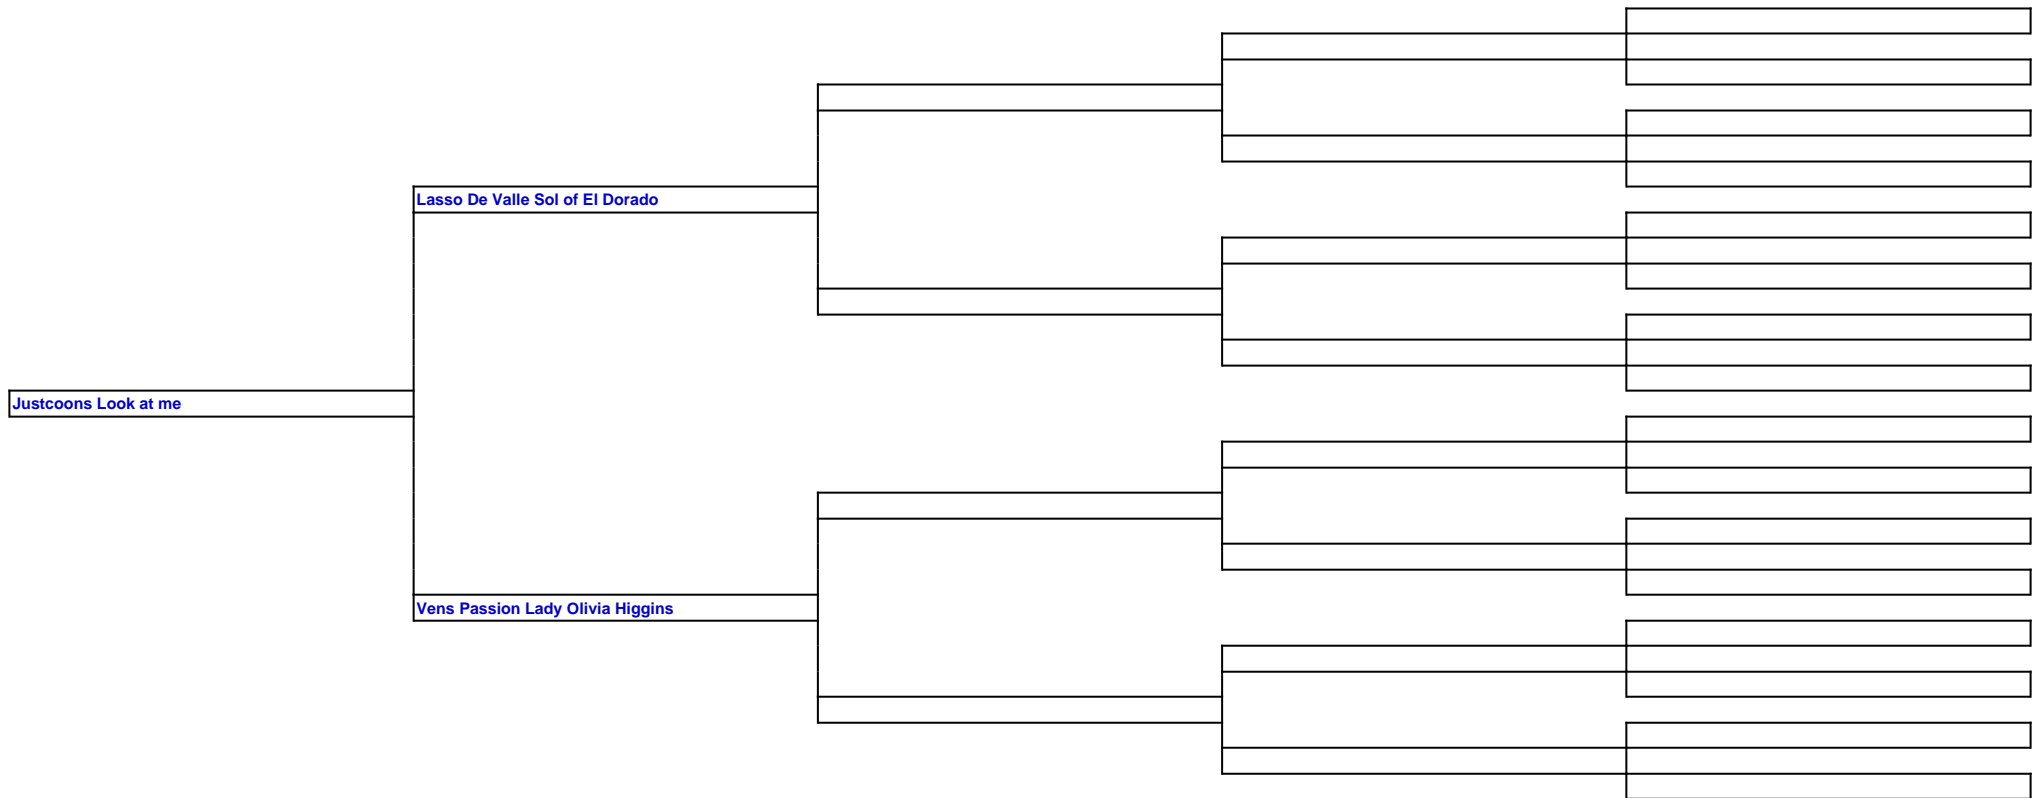 Lasso De Valle Sol of El Dorado
Justcoons Look at me
Vens Passion Lady Olivia Higgins